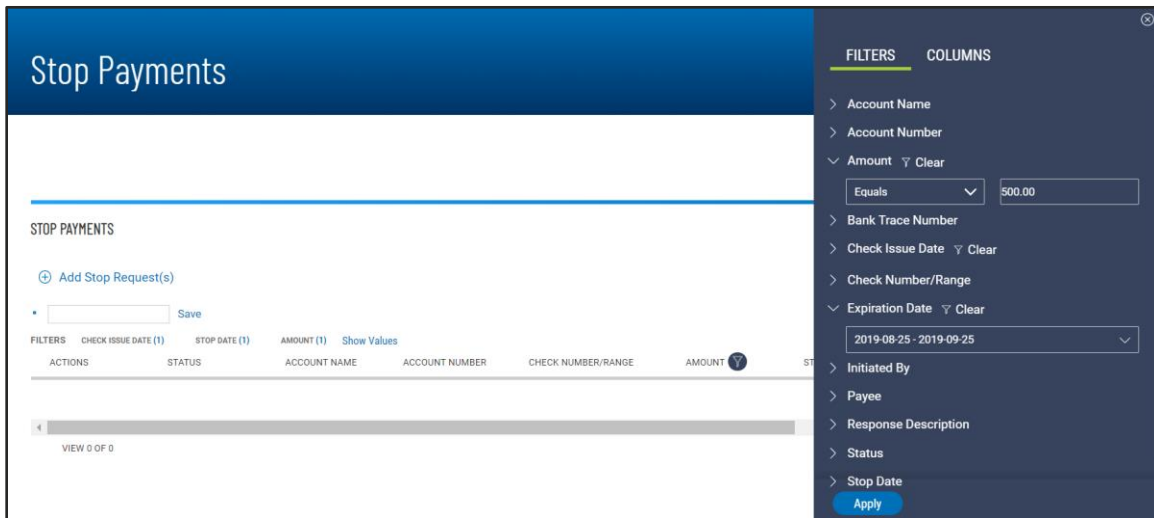 Stop Payments
STOP PAYMENTS
Add Stop Request(s)
Save
FILTERS CHECK ISSUE DATE (1) STOP DATE (1) AMOUNT (1) Show Values
ACTIONS STATUS ACCOUNT NAME ACCOUNT NUMBER CHECK NUMBER/RANGE AMOUNT ST
VIEW 0 OF 0
FILTERS COLUMNS
Account Name
Account Number
Amount Clear
Equals 500.00
Bank Trace Number
Check Issue Date Clear
Check Number/Range
Expiration Date Clear
2019-08-25 - 2019-09-25
Initiated By
Payee
Response Description
Status
Stop Date
Apply